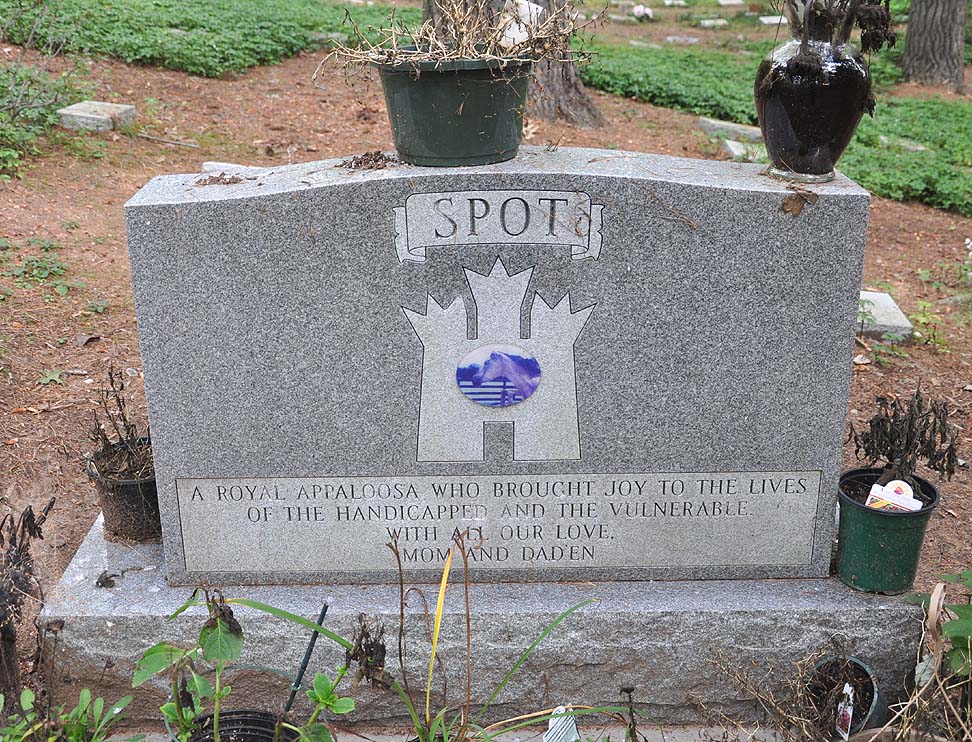 SPOT
A ROYAL APPALOOSA WHO BROUGHT JOY TO THE LIVES
OF THE HANDICAPPED AND THE VULNERABLE.
WITH ALL OUR LOVE,
MOM AND DAD'EN